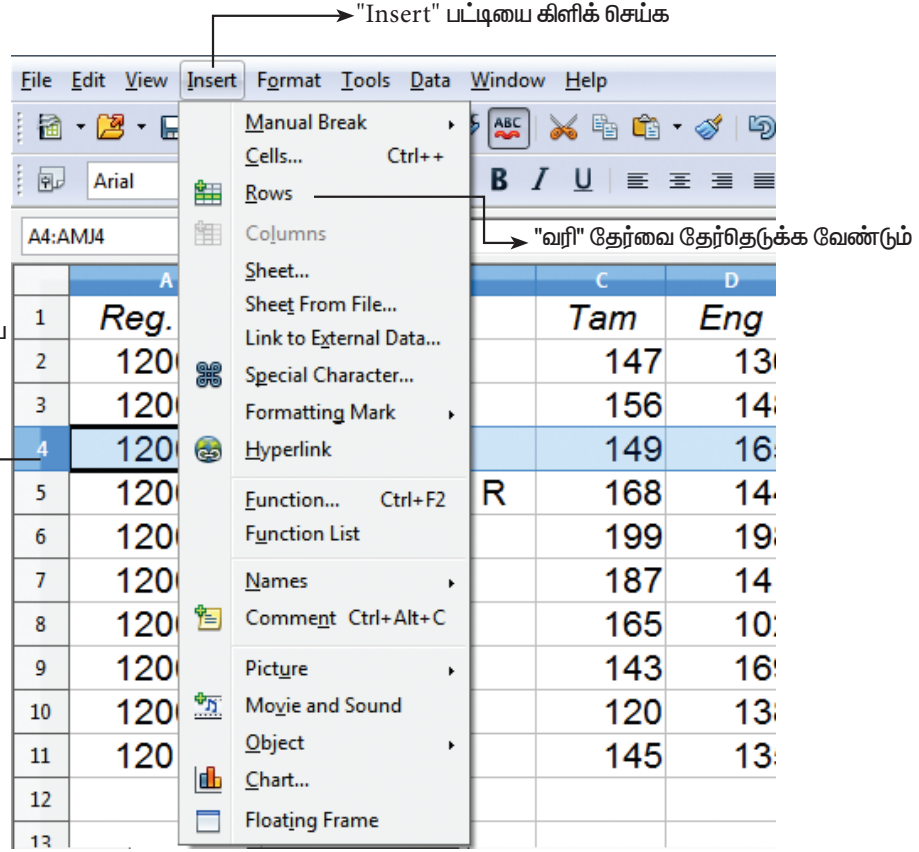 "Insert" பட்டியை கிளிக் செய்க
File Edit View Insert Format Tools Data Window Help
Manual Break
ABC
Cells... Ctrl++
Arial
B I U
Rows
A4:AMJ4
Columns
"வரி" தேர்வை தேர்தெடுக்க வேண்டும்
Sheet...
A C D
Sheet From File...
1 Reg. Tam Eng
Link to External Data...
2 147
Special Character...
3 156
Formatting Mark
4 149
Hyperlink
5 R 168
Function... Ctrl+F2
6 199
Function List
7 187
Names
8 165
Comment Ctrl+Alt+C
9 143
Picture
10 120
Movie and Sound
11 145
Object
Chart...
12
Floating Frame
13